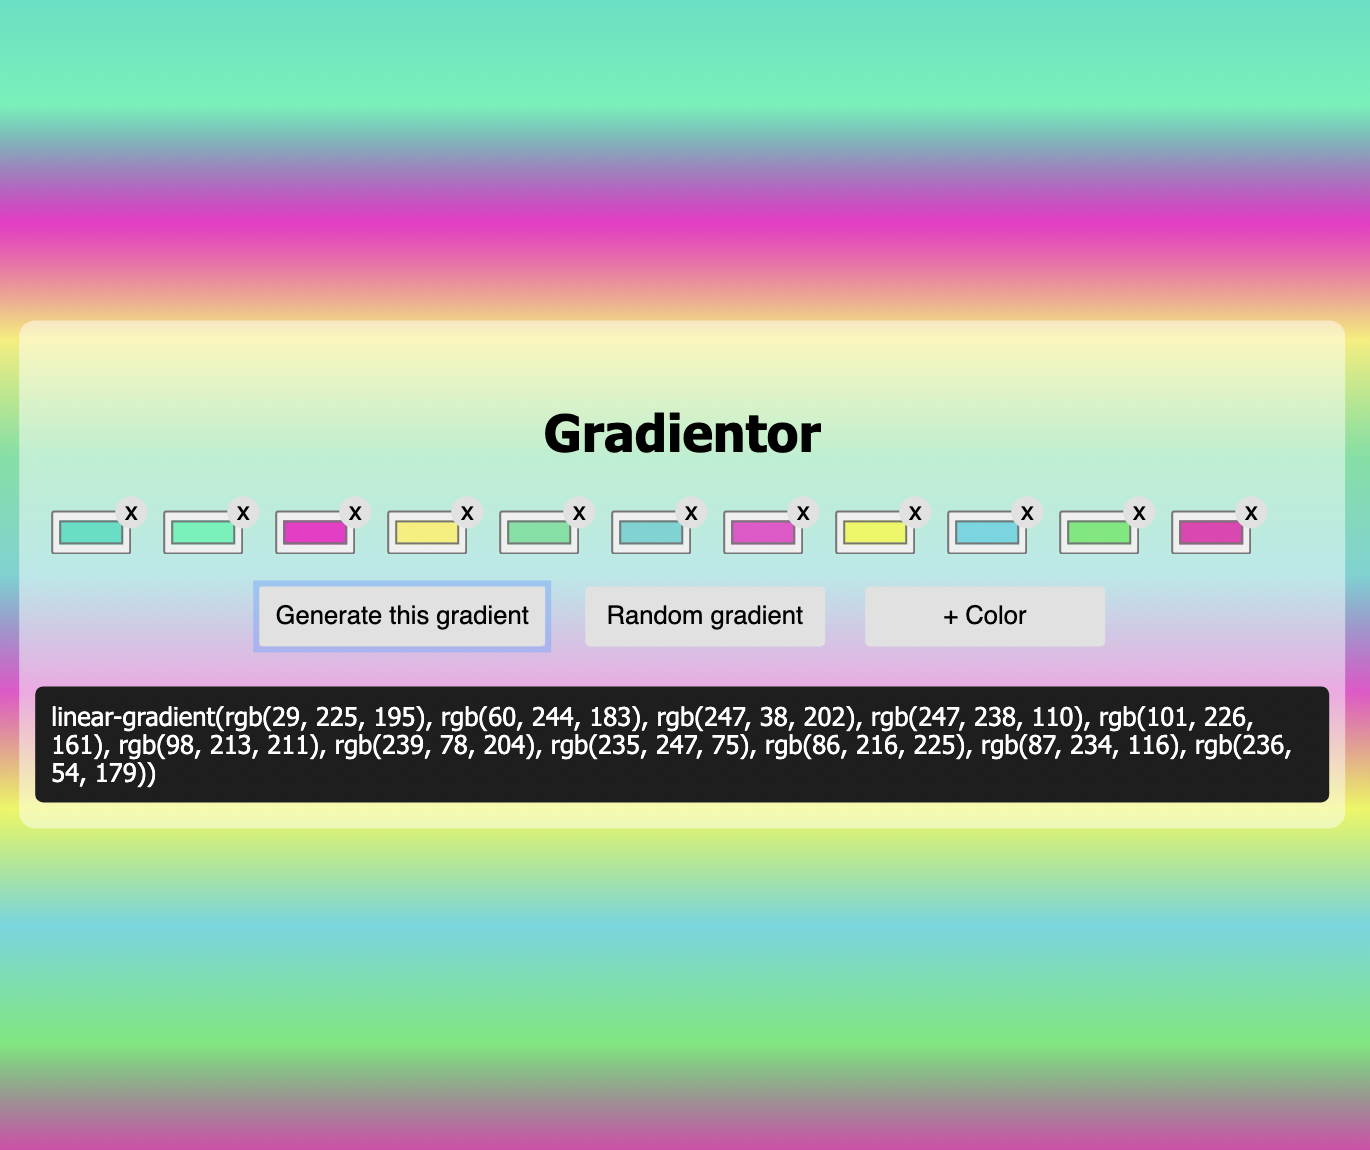 Gradientor
X X X X X X X X X X X
Generate this gradient Random gradient + Color
linear-gradient(rgb(29, 225, 195), rgb(60, 244, 183), rgb(247, 38, 202), rgb(247, 238, 110), rgb(101, 226,
161), rgb(98, 213, 211), rgb(239, 78, 204), rgb(235, 247, 75), rgb(86, 216, 225), rgb(87, 234, 116), rgb(236,
54, 179))